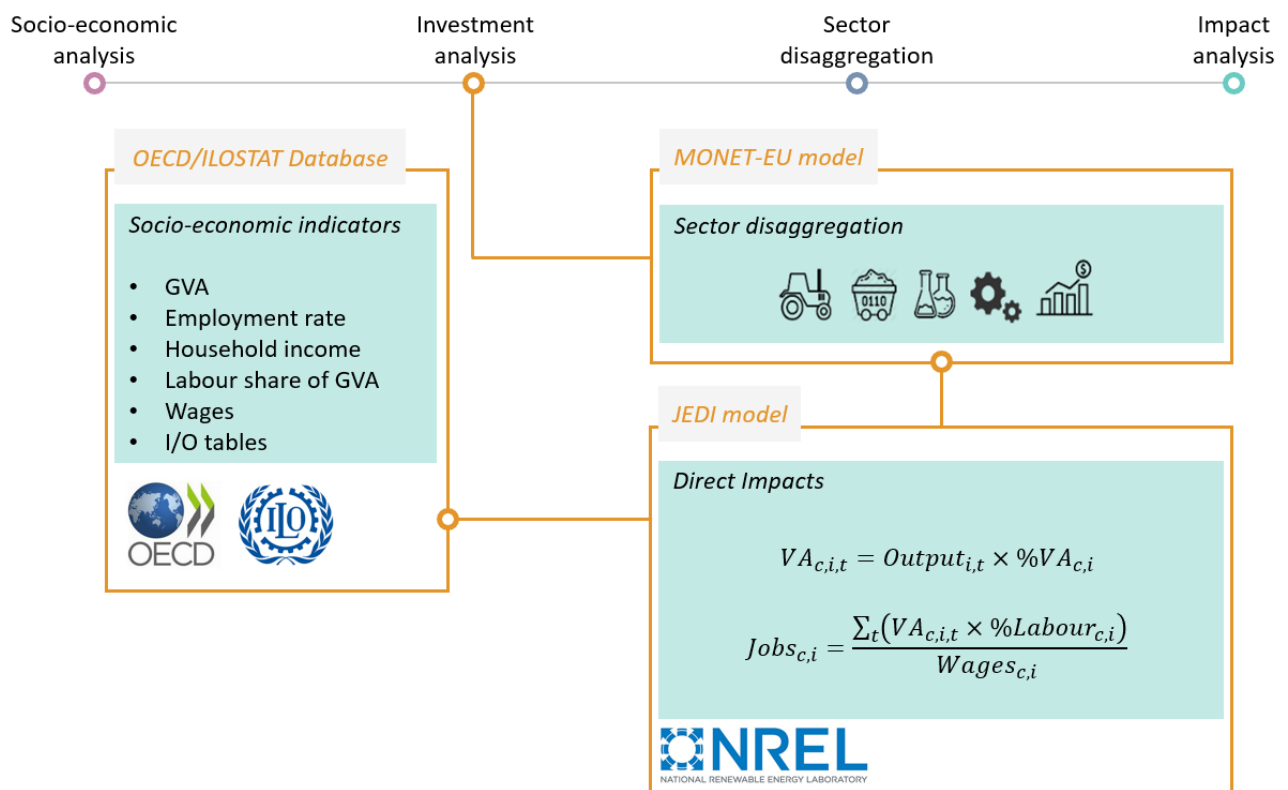 Socio-economic
analysis
Investment
analysis
Sector
disaggregation
Impact
analysis
OECD/ILOSTAT Database
Socio-economic indicators
• GVA
• Employment rate
• Household income
• Labour share of GVA
• Wages
• I/O tables
OECD
ILO
MONET-EU model
Sector disaggregation
0110
$
JEDI model
Direct Impacts
VA_{c,i,t} = Output_{i,t} × %VA_{c,i}
Jobs_{c,i} = \frac{∑_t(VA_{c,i,t} × %Labour_{c,i})}{Wages_{c,i}}
NREL
NATIONAL RENEWABLE ENERGY LABORATORY